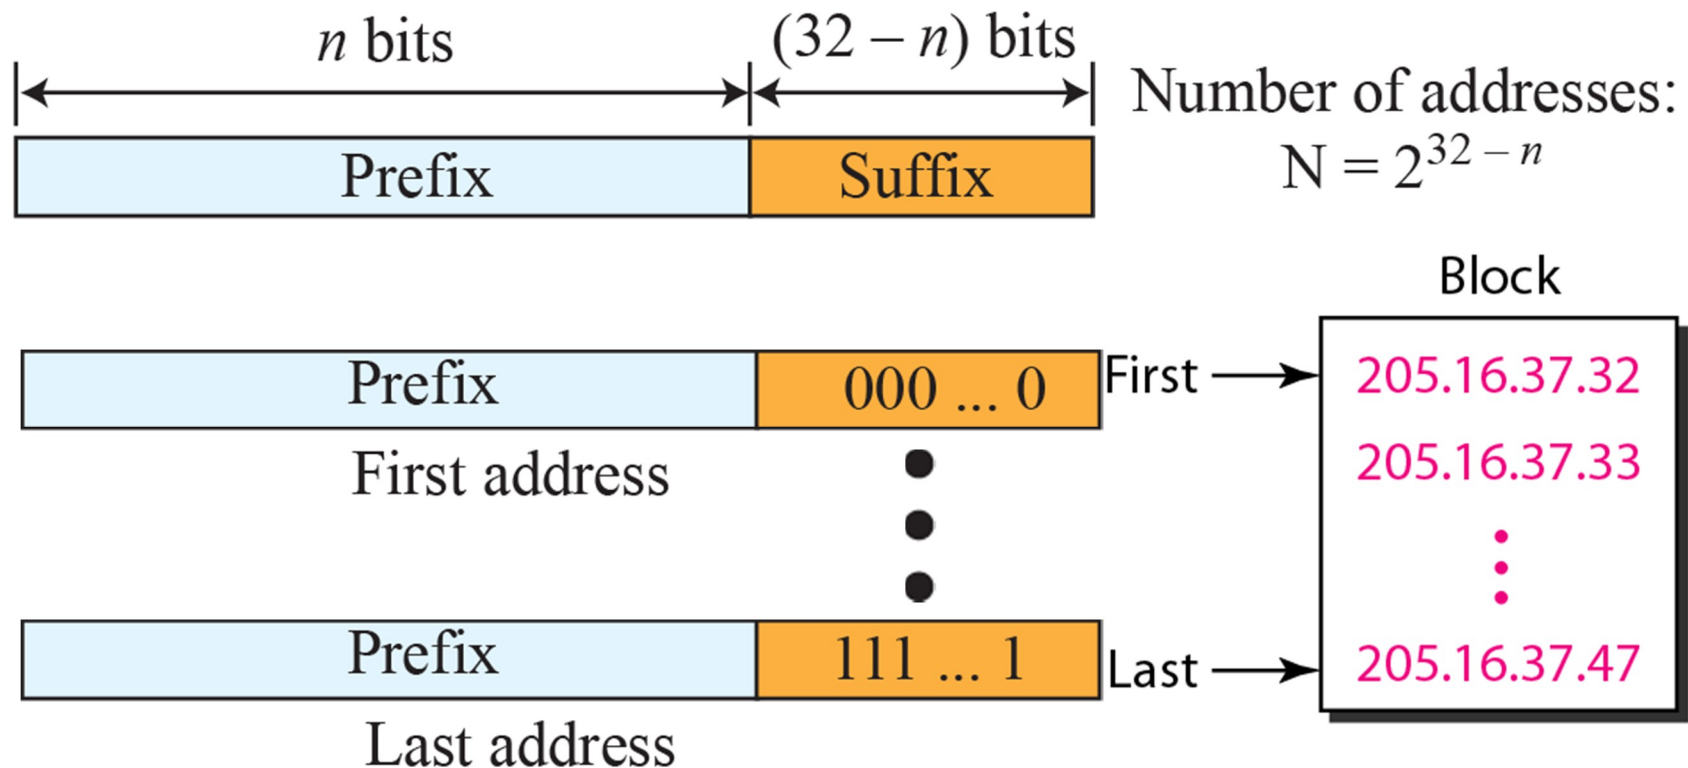 n bits
(32 – n) bits
Number of addresses:
N = 2^32 – n
Prefix
Suffix
Block
Prefix
000 ... 0
First
205.16.37.32
First address
205.16.37.33
Prefix
111 ... 1
Last
205.16.37.47
Last address